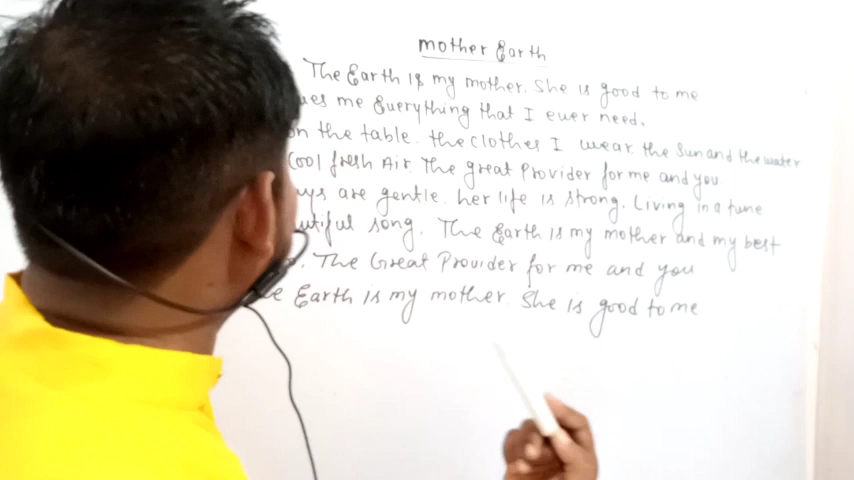 mother Earth
The Earth is my mother. She is good to me
me Everything that I ever need.
on the table. the clothes I wear. the Sun and the water
Cool fresh Air. The great Provider for me and you
are gentle. her life is strong. Living in a tune
song. The Earth is my mother and my best
The Great Provider for me and you
Earth is my mother. She is good to me